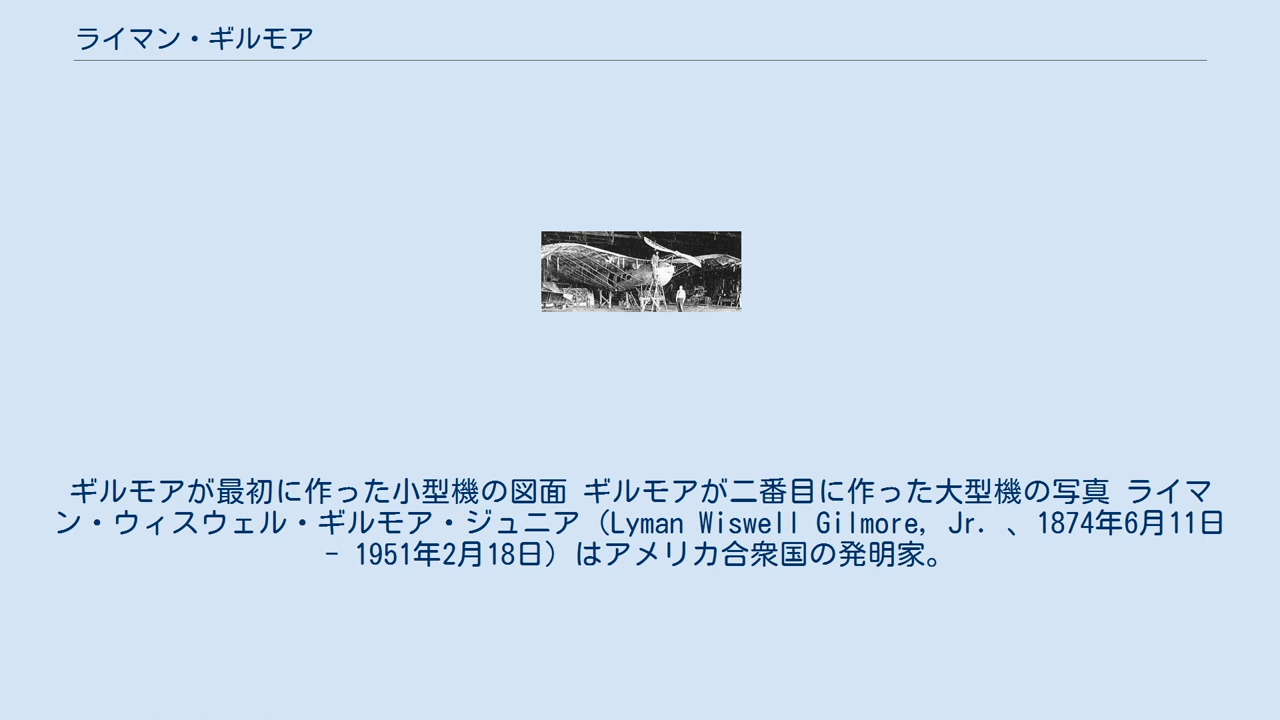 ライマン・ギルモア
ギルモアが最初に作った小型機の図面 ギルモアが二番目に作った大型機の写真 ライマ
ン・ウィスウェル・ギルモア・ジュニア（Lyman Wiswell Gilmore, Jr. 、1874年6月11日
- 1951年2月18日）はアメリカ合衆国の発明家。